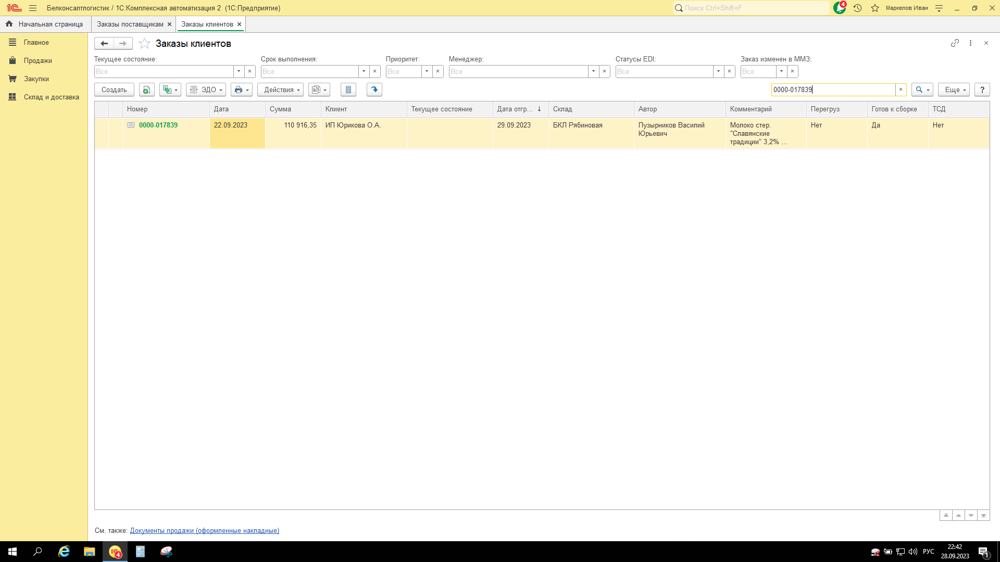 Белконсалтлогистик / 1С:Комплексная автоматизация 2 (1С:Предприятие)
Поиск Ctrl+Shift+F
4
Маркелов Иван
Начальная страница
Заказы поставщикам ×
Заказы клиентов ×
Главное
Продажи
Закупки
Склад и доставка
Заказы клиентов
Текущее состояние: Срок выполнения: Приоритет: Менеджер: Статусы EDI: Заказ изменен в ММЗ:
Все Все Все Все Все Все
Создать ЭДО Действия 0000-017839 × Еще ?
Номер Дата Сумма Клиент Текущее состояние Дата отгр... ↓ Склад Автор Комментарий Перегруз Готов к сборке ТСД
0000-017839 22.09.2023 110 916,35 ИП Юрикова О.А. 29.09.2023 БКЛ Рябиновая Пузырников Василий Молоко стер. Нет Да Нет
Юрьевич "Славянские
традиции" 3,2% ...
См. также: Документы продажи (оформленные накладные)
4
РУС
22:42
28.09.2023
1